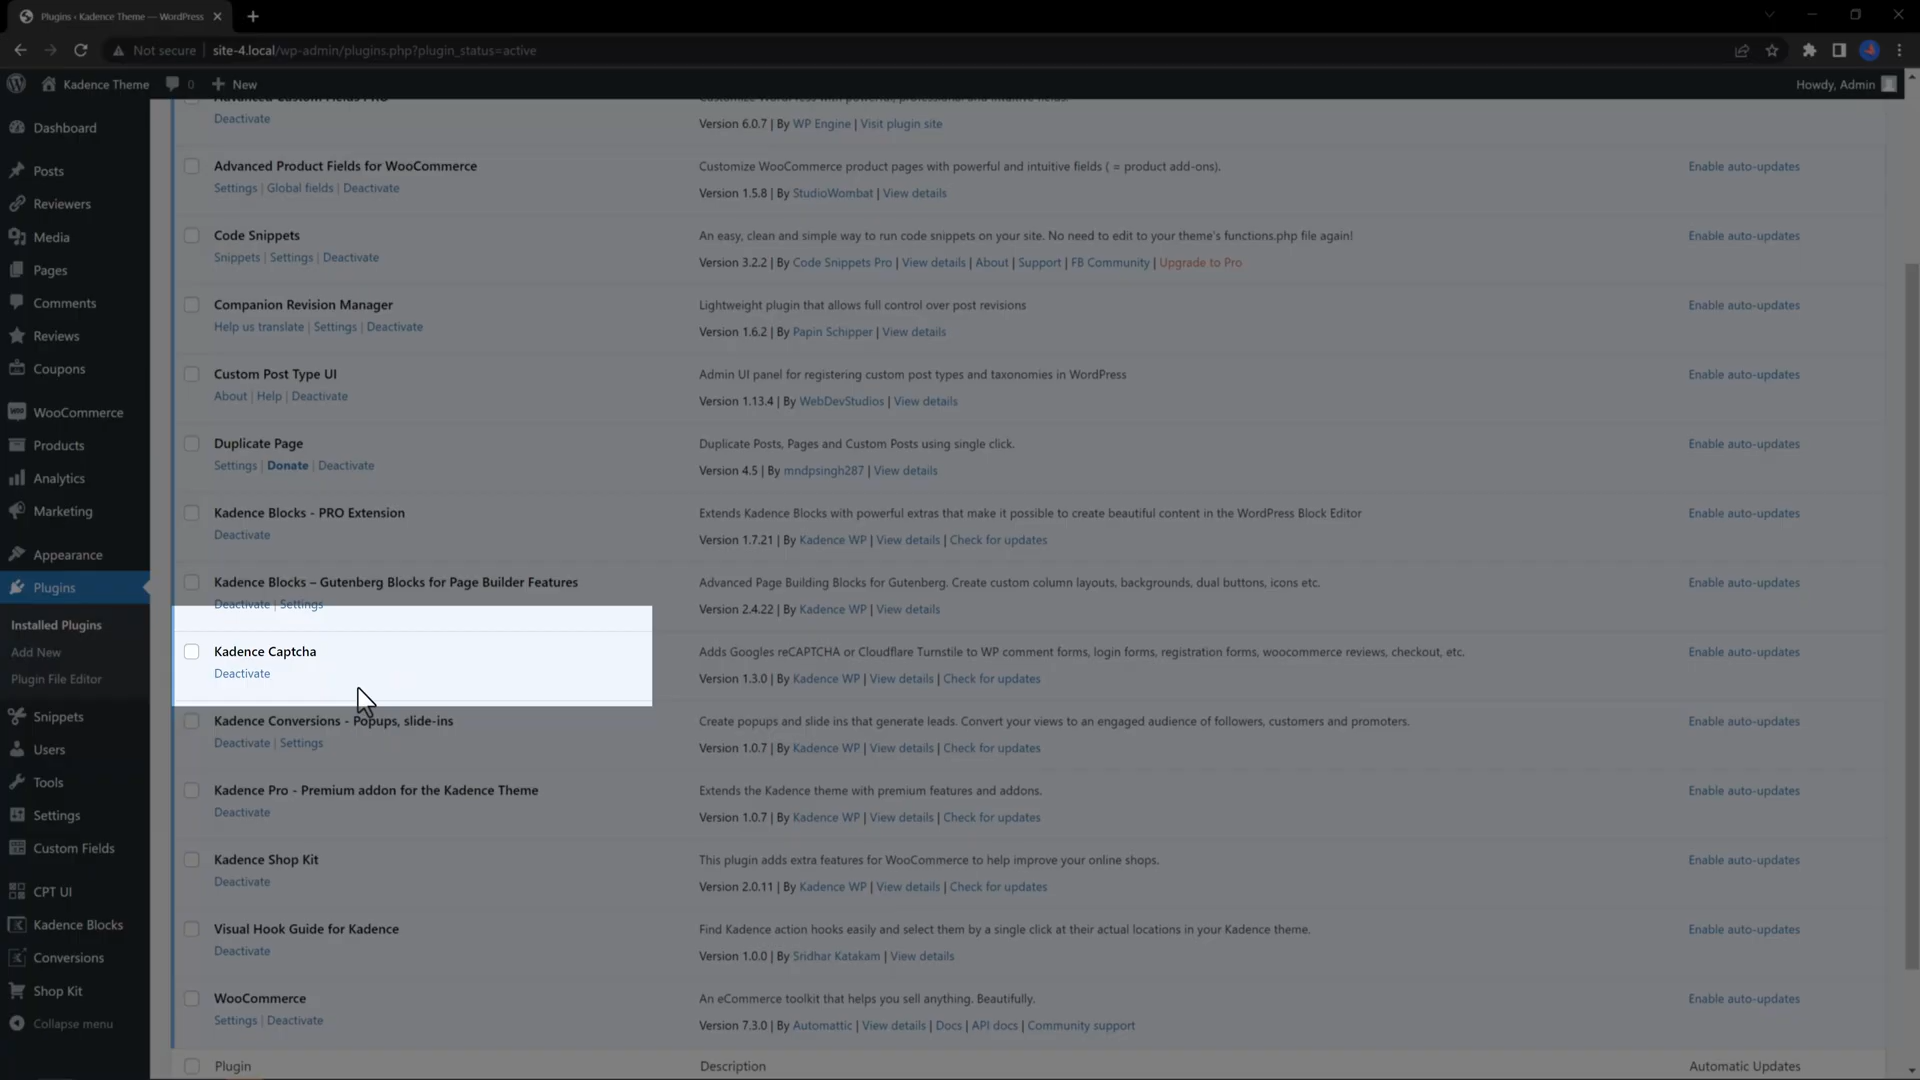 Plugins ‹ Kadence Theme — WordPress
Not secure | site-4.local/wp-admin/plugins.php?plugin_status=active
Kadence Theme 0 New Howdy, Admin
Dashboard
Posts
Reviewers
Media
Pages
Comments
Reviews
Coupons
WooCommerce
Products
Analytics
Marketing
Appearance
Plugins
Installed Plugins
Add New
Plugin File Editor
Snippets
Users
Tools
Settings
Custom Fields
CPT UI
Kadence Blocks
Conversions
Shop Kit
Collapse menu
Advanced Custom Fields PRO
Customize WordPress with powerful, professional and intuitive fields.
Deactivate
Version 6.0.7 | By WP Engine | Visit plugin site
Advanced Product Fields for WooCommerce
Settings | Global fields | Deactivate
Customize WooCommerce product pages with powerful and intuitive fields ( = product add-ons).
Version 1.5.8 | By StudioWombat | View details
Enable auto-updates
Code Snippets
Snippets | Settings | Deactivate
An easy, clean and simple way to run code snippets on your site. No need to edit to your theme's functions.php file again!
Version 3.2.2 | By Code Snippets Pro | View details | About | Support | FB Community | Upgrade to Pro
Enable auto-updates
Companion Revision Manager
Help us translate | Settings | Deactivate
Lightweight plugin that allows full control over post revisions
Version 1.6.2 | By Papin Schipper | View details
Enable auto-updates
Custom Post Type UI
About | Help | Deactivate
Admin UI panel for registering custom post types and taxonomies in WordPress
Version 1.13.4 | By WebDevStudios | View details
Enable auto-updates
Duplicate Page
Settings | Donate | Deactivate
Duplicate Posts, Pages and Custom Posts using single click.
Version 4.5 | By mndpsingh287 | View details
Enable auto-updates
Kadence Blocks - PRO Extension
Deactivate
Extends Kadence Blocks with powerful extras that make it possible to create beautiful content in the WordPress Block Editor
Version 1.7.21 | By Kadence WP | View details | Check for updates
Enable auto-updates
Kadence Blocks – Gutenberg Blocks for Page Builder Features
Deactivate | Settings
Advanced Page Building Blocks for Gutenberg. Create custom column layouts, backgrounds, dual buttons, icons etc.
Version 2.4.22 | By Kadence WP | View details
Enable auto-updates
Kadence Captcha
Deactivate
Adds Googles reCAPTCHA or Cloudflare Turnstile to WP comment forms, login forms, registration forms, woocommerce reviews, checkout, etc.
Version 1.3.0 | By Kadence WP | View details | Check for updates
Enable auto-updates
Kadence Conversions - Popups, slide-ins
Deactivate | Settings
Create popups and slide ins that generate leads. Convert your views to an engaged audience of followers, customers and promoters.
Version 1.0.7 | By Kadence WP | View details | Check for updates
Enable auto-updates
Kadence Pro - Premium addon for the Kadence Theme
Deactivate
Extends the Kadence theme with premium features and addons.
Version 1.0.7 | By Kadence WP | View details | Check for updates
Enable auto-updates
Kadence Shop Kit
Deactivate
This plugin adds extra features for WooCommerce to help improve your online shops.
Version 2.0.11 | By Kadence WP | View details | Check for updates
Enable auto-updates
Visual Hook Guide for Kadence
Deactivate
Find Kadence action hooks easily and select them by a single click at their actual locations in your Kadence theme.
Version 1.0.0 | By Sridhar Katakam | View details
Enable auto-updates
WooCommerce
Settings | Deactivate
An eCommerce toolkit that helps you sell anything. Beautifully.
Version 7.3.0 | By Automattic | View details | Docs | API docs | Community support
Enable auto-updates
Plugin Description Automatic Updates